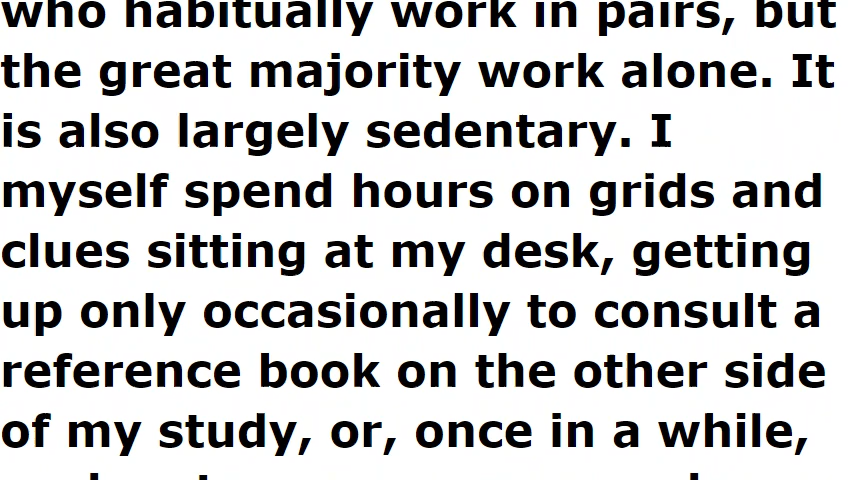 who habitually work in pairs, but
the great majority work alone. It
is also largely sedentary. I
myself spend hours on grids and
clues sitting at my desk, getting
up only occasionally to consult a
reference book on the other side
of my study, or, once in a while,